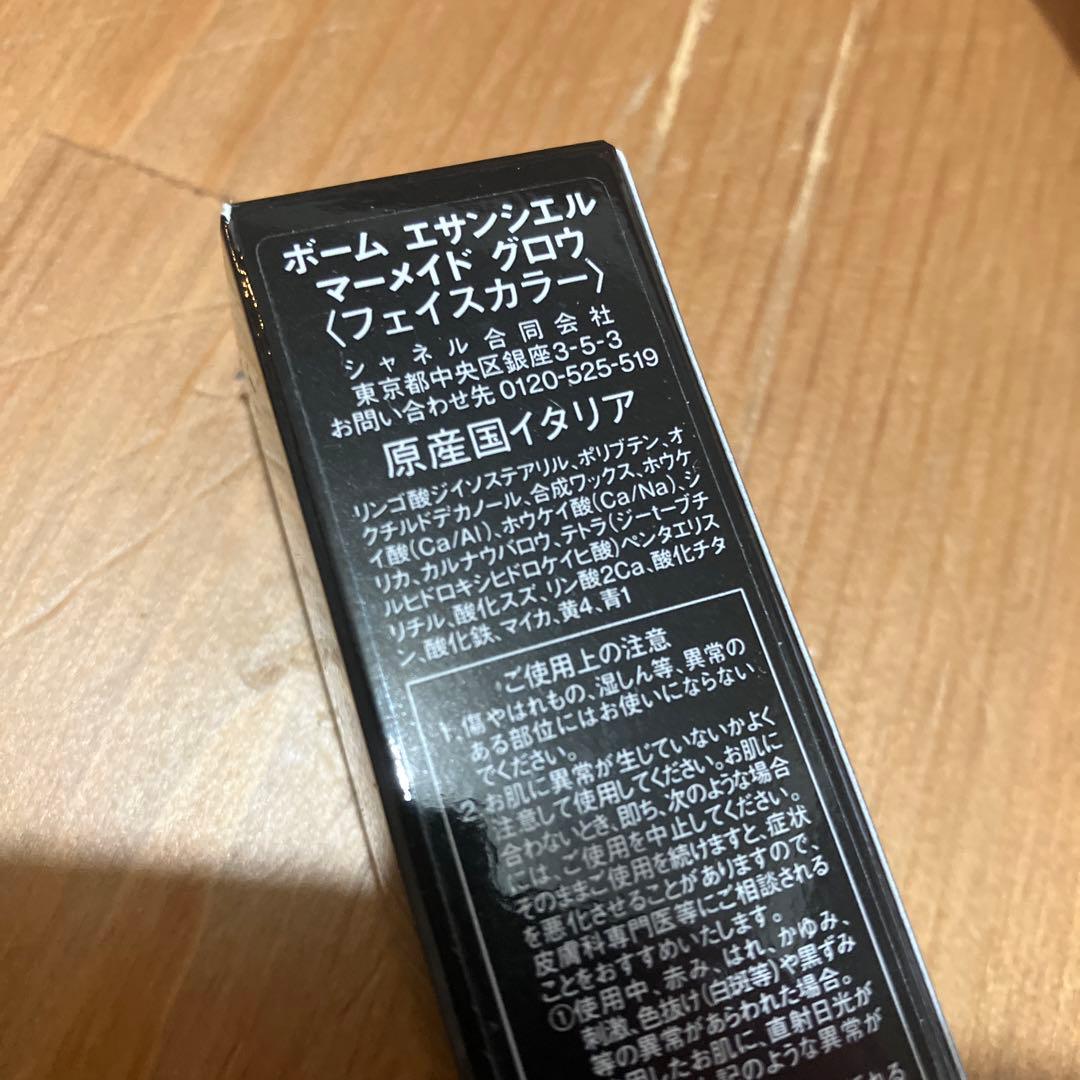 ボーム エサンシエル
マーメイド グロウ
〈フェイスカラー〉
シャネル合同会社
東京都中央区銀座3-5-3
お問い合わせ先 0120-525-519
原産国イタリア
リンゴ酸ジイソステアリル、ポリブテン、オ
クチルドデカノール、合成ワックス、ホウケ
イ酸(Ca/Al)、ホウケイ酸(Ca/Na)、シ
リカ、カルナウバロウ、テトラ(ジ-t-ブチ
ルヒドロキシヒドロケイヒ酸)ペンタエリス
リチル、酸化スズ、リン酸2Ca、酸化チタ
ン、酸化鉄、マイカ、黄4、青1
ご使用上の注意
1.傷やはれもの、湿しん等、異常の
ある部位にはお使いにならない
でください。
2.お肌に異常が生じていないかよく
注意して使用してください。お肌に
合わないとき、即ち、次のような場合
には、ご使用を中止してください。
そのままご使用を続けますと、症状
を悪化させることがありますので、
皮膚科専門医等にご相談される
ことをおすすめいたします。
①使用中、赤み、はれ、かゆみ、
刺激、色抜け(白斑等)や黒ずみ
等の異常があらわれた場合。
用したお肌に、直射日光が
記のような異常が